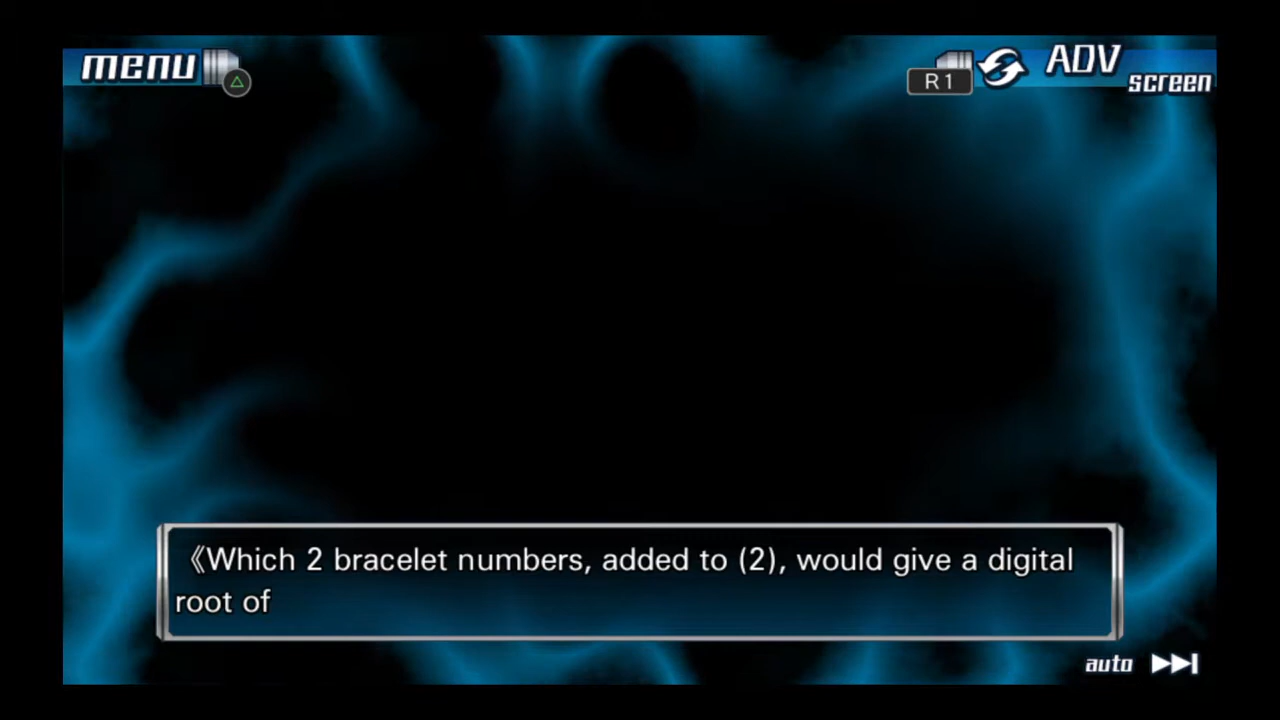 menu
R1
ADV
screen
《Which 2 bracelet numbers, added to (2), would give a digital
root of
auto